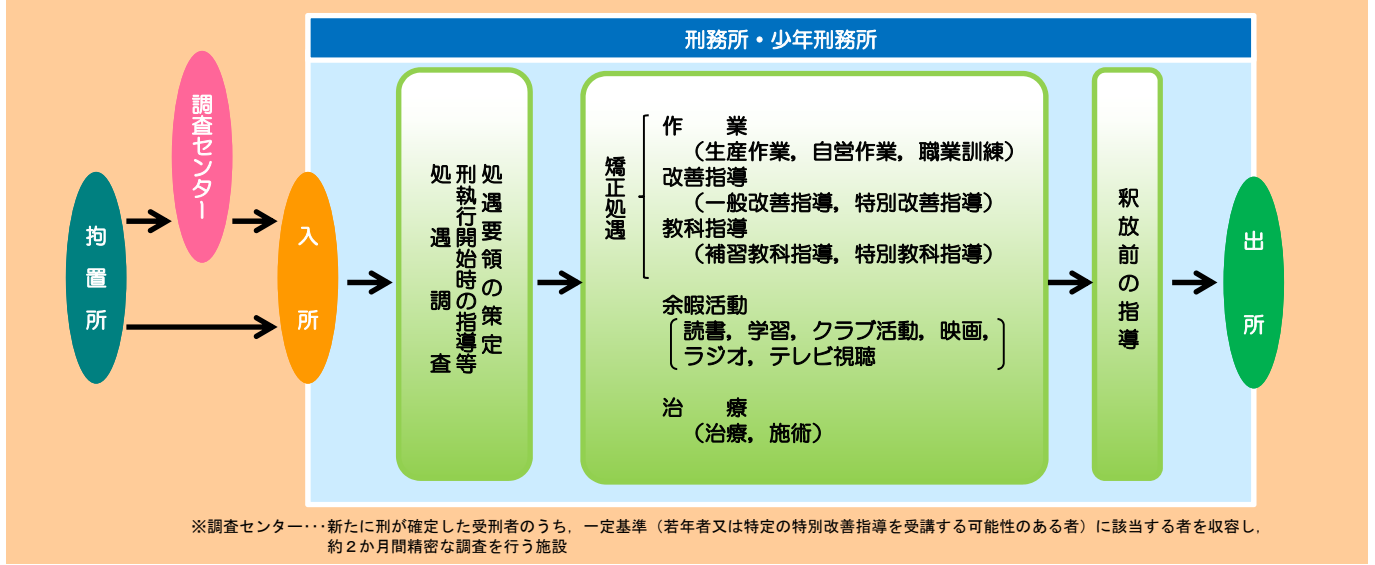 刑務所・少年刑務所
拘置所
調査センター
入所
処遇要領の策定
刑執行開始時の指導等
処遇調査
矯正処遇
作　　業
（生産作業，自営作業，職業訓練）
改善指導
（一般改善指導，特別改善指導）
教科指導
（補習教科指導，特別教科指導）
余暇活動
読書，学習，クラブ活動，映画，
ラジオ，テレビ視聴
治　　療
（治療，施術）
釈放前の指導
出所
※調査センター･･･新たに刑が確定した受刑者のうち，一定基準（若年者又は特定の特別改善指導を受講する可能性のある者）に該当する者を収容し，
約２か月間精密な調査を行う施設